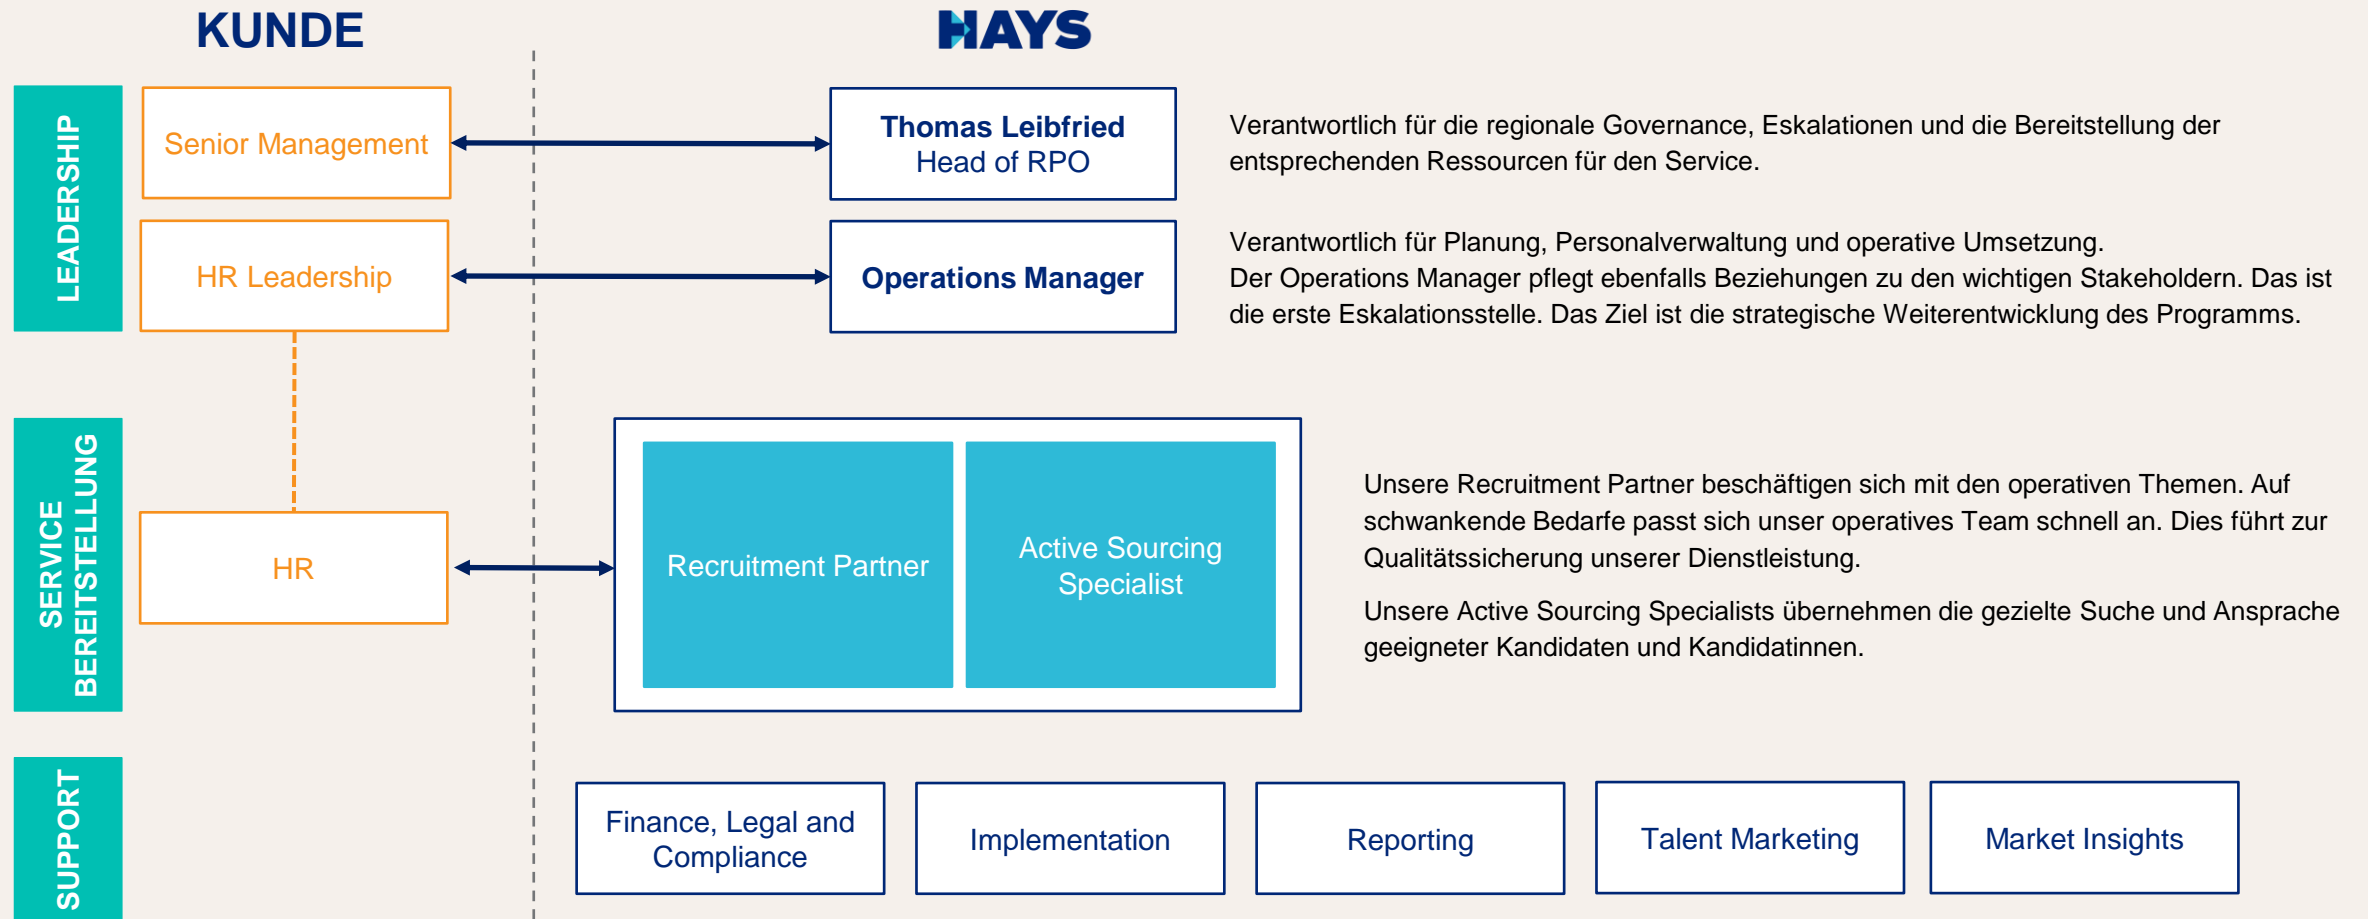 KUNDE
HAYS
LEADERSHIP
Senior Management
Thomas Leibfried
Head of RPO
Verantwortlich für die regionale Governance, Eskalationen und die Bereitstellung der
entsprechenden Ressourcen für den Service.
HR Leadership
Operations Manager
Verantwortlich für Planung, Personalverwaltung und operative Umsetzung.
Der Operations Manager pflegt ebenfalls Beziehungen zu den wichtigen Stakeholdern. Das ist
die erste Eskalationsstelle. Das Ziel ist die strategische Weiterentwicklung des Programms.
SERVICE
BEREITSTELLUNG
HR
Recruitment Partner
Active Sourcing
Specialist
Unsere Recruitment Partner beschäftigen sich mit den operativen Themen. Auf
schwankende Bedarfe passt sich unser operatives Team schnell an. Dies führt zur
Qualitätssicherung unserer Dienstleistung.
Unsere Active Sourcing Specialists übernehmen die gezielte Suche und Ansprache
geeigneter Kandidaten und Kandidatinnen.
SUPPORT
Finance, Legal and
Compliance
Implementation
Reporting
Talent Marketing
Market Insights